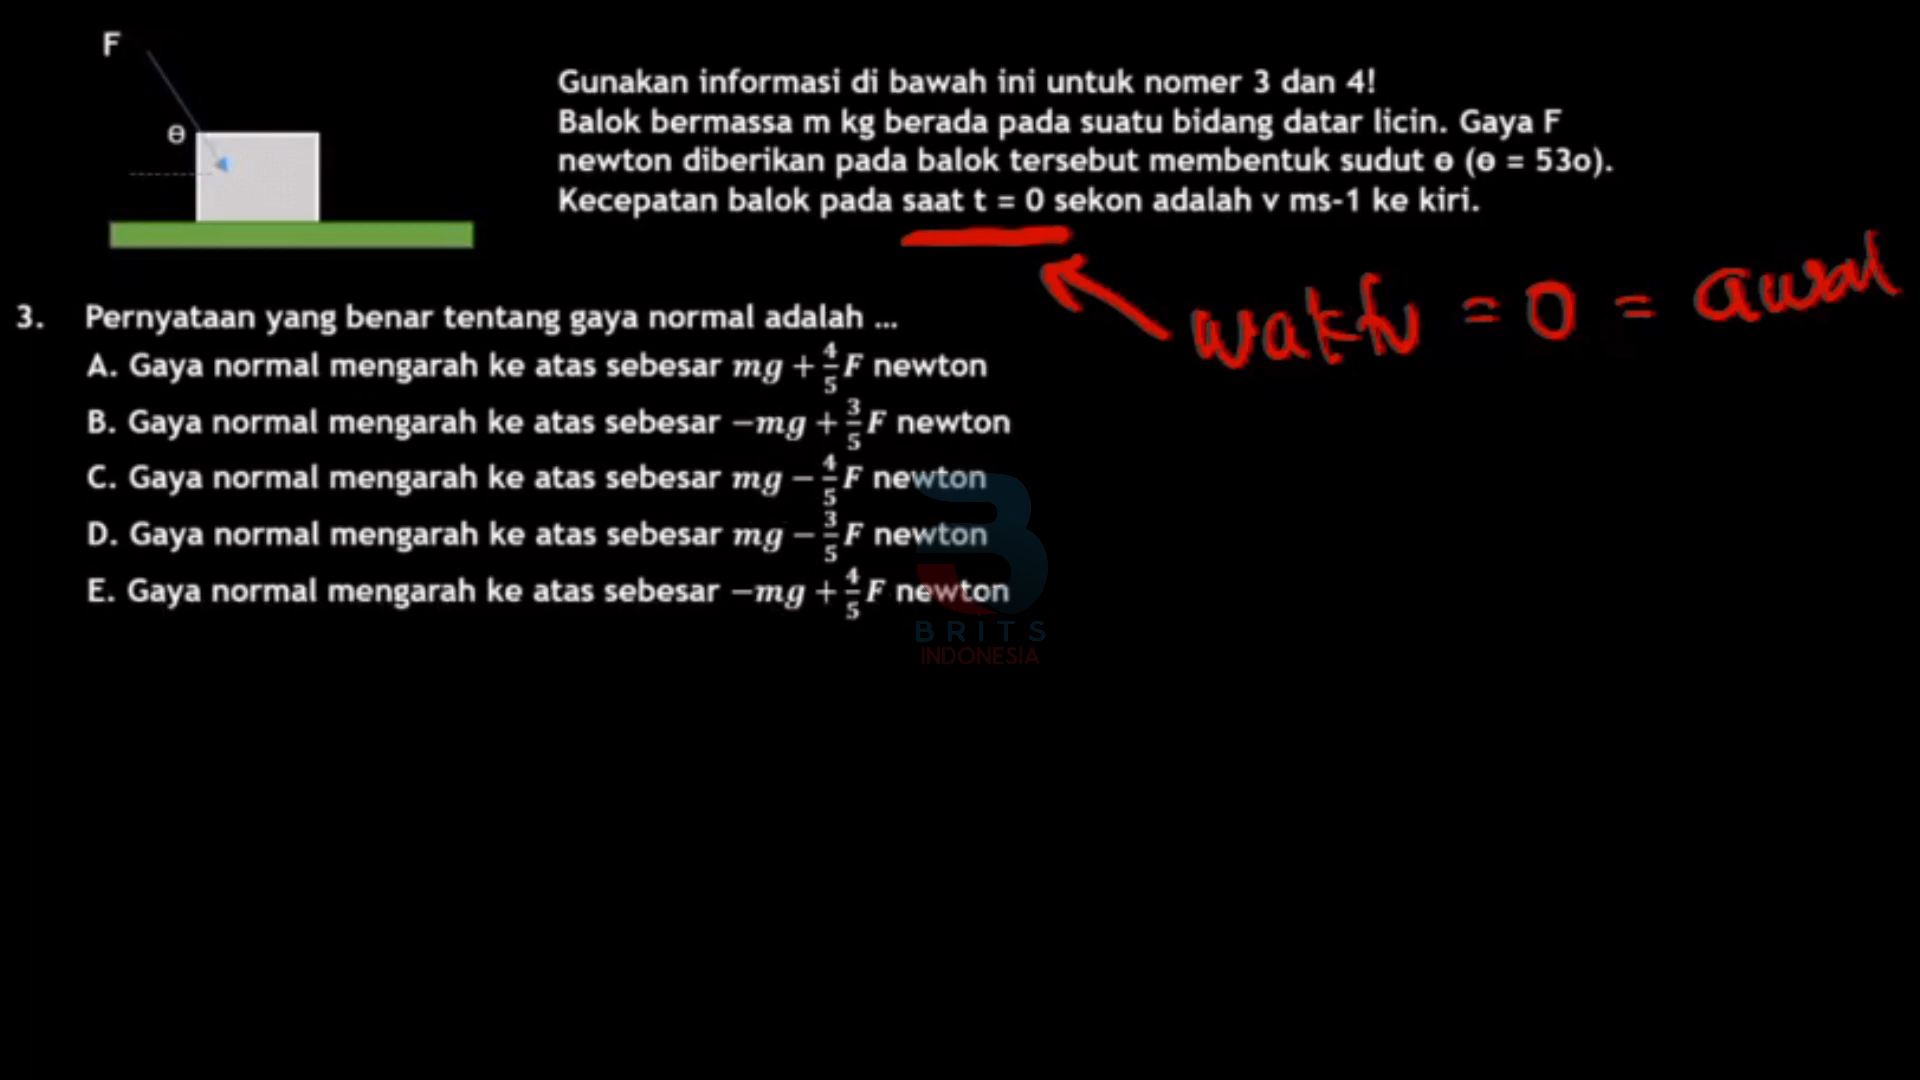 F
Gunakan informasi di bawah ini untuk nomer 3 dan 4!
Balok bermassa m kg berada pada suatu bidang datar licin. Gaya F
ɵ
newton diberikan pada balok tersebut membentuk sudut ɵ (ɵ = 53o).
Kecepatan balok pada saat t = 0 sekon adalah v ms-1 ke kiri.
waktu = 0 = awal
3. Pernyataan yang benar tentang gaya normal adalah ...
A. Gaya normal mengarah ke atas sebesar mg + 4/5 F newton
B. Gaya normal mengarah ke atas sebesar −mg + 3/5 F newton
C. Gaya normal mengarah ke atas sebesar mg − 4/5 F newton
D. Gaya normal mengarah ke atas sebesar mg − 3/5 F newton
E. Gaya normal mengarah ke atas sebesar −mg + 4/5 F newton
BRITS
INDONESIA